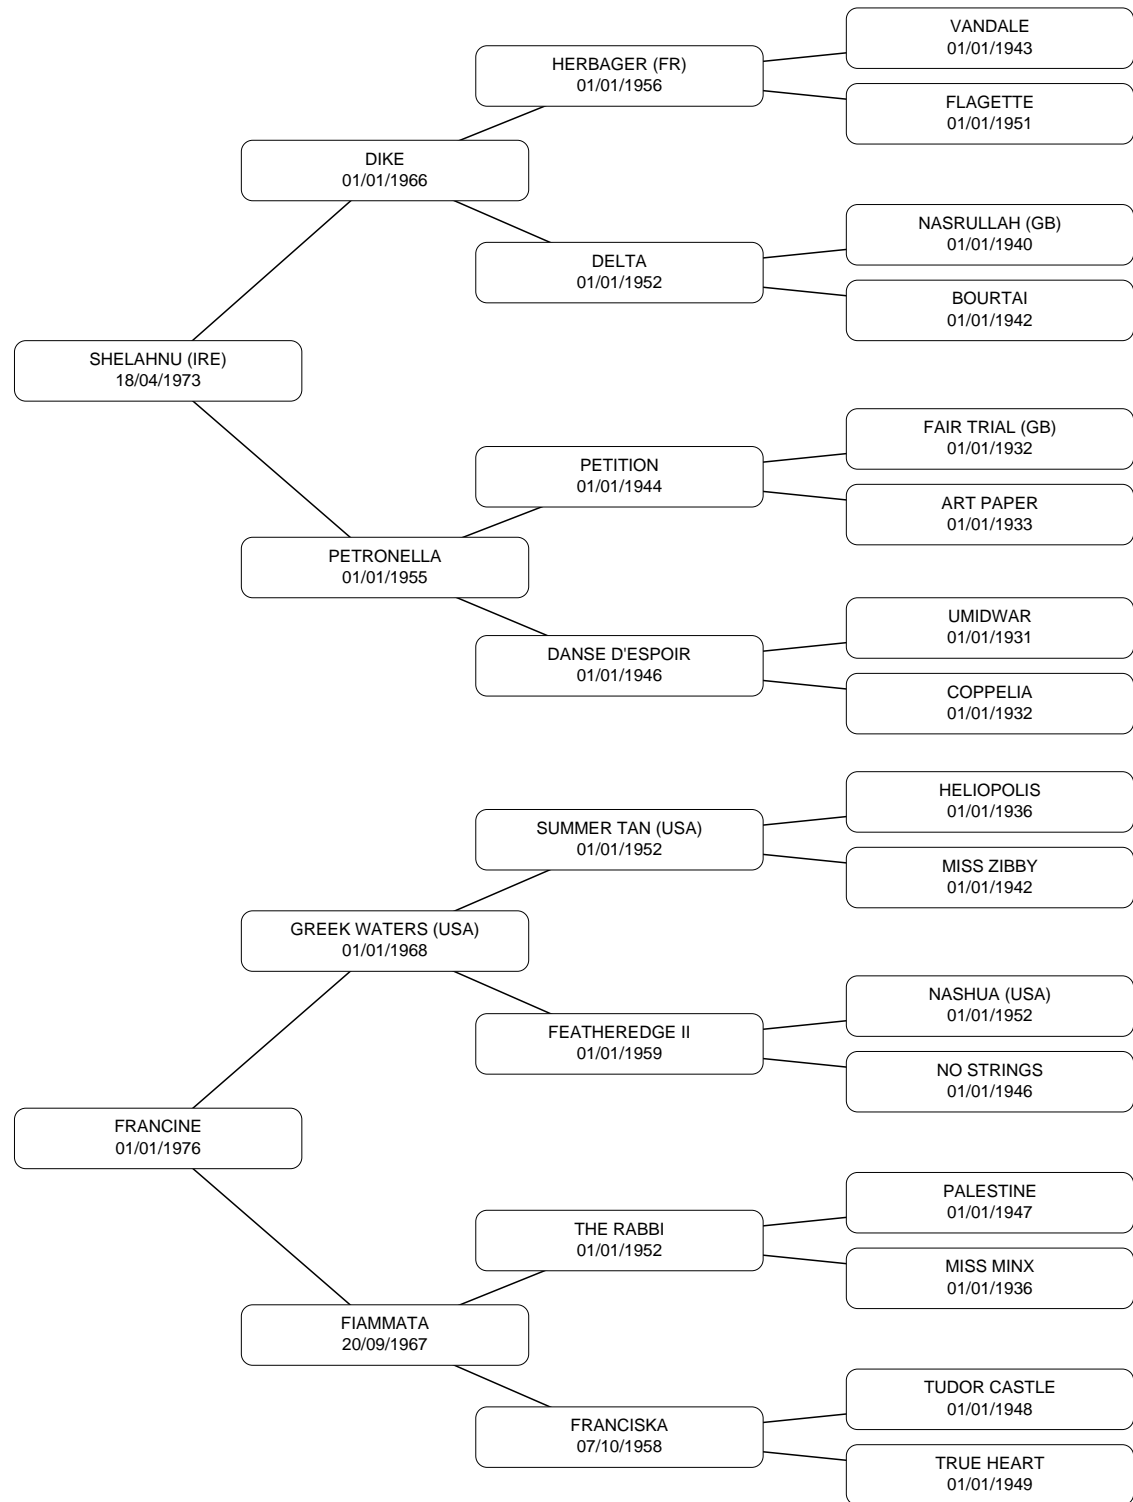 VANDALE
01/01/1943
HERBAGER (FR)
01/01/1956
FLAGETTE
01/01/1951
DIKE
01/01/1966
NASRULLAH (GB)
01/01/1940
DELTA
01/01/1952
BOURTAI
01/01/1942
SHELAHNU (IRE)
18/04/1973
FAIR TRIAL (GB)
01/01/1932
PETITION
01/01/1944
ART PAPER
01/01/1933
PETRONELLA
01/01/1955
UMIDWAR
01/01/1931
DANSE D'ESPOIR
01/01/1946
COPPELIA
01/01/1932
HELIOPOLIS
01/01/1936
SUMMER TAN (USA)
01/01/1952
MISS ZIBBY
01/01/1942
GREEK WATERS (USA)
01/01/1968
NASHUA (USA)
01/01/1952
FEATHEREDGE II
01/01/1959
NO STRINGS
01/01/1946
FRANCINE
01/01/1976
PALESTINE
01/01/1947
THE RABBI
01/01/1952
MISS MINX
01/01/1936
FIAMMATA
20/09/1967
TUDOR CASTLE
01/01/1948
FRANCISKA
07/10/1958
TRUE HEART
01/01/1949